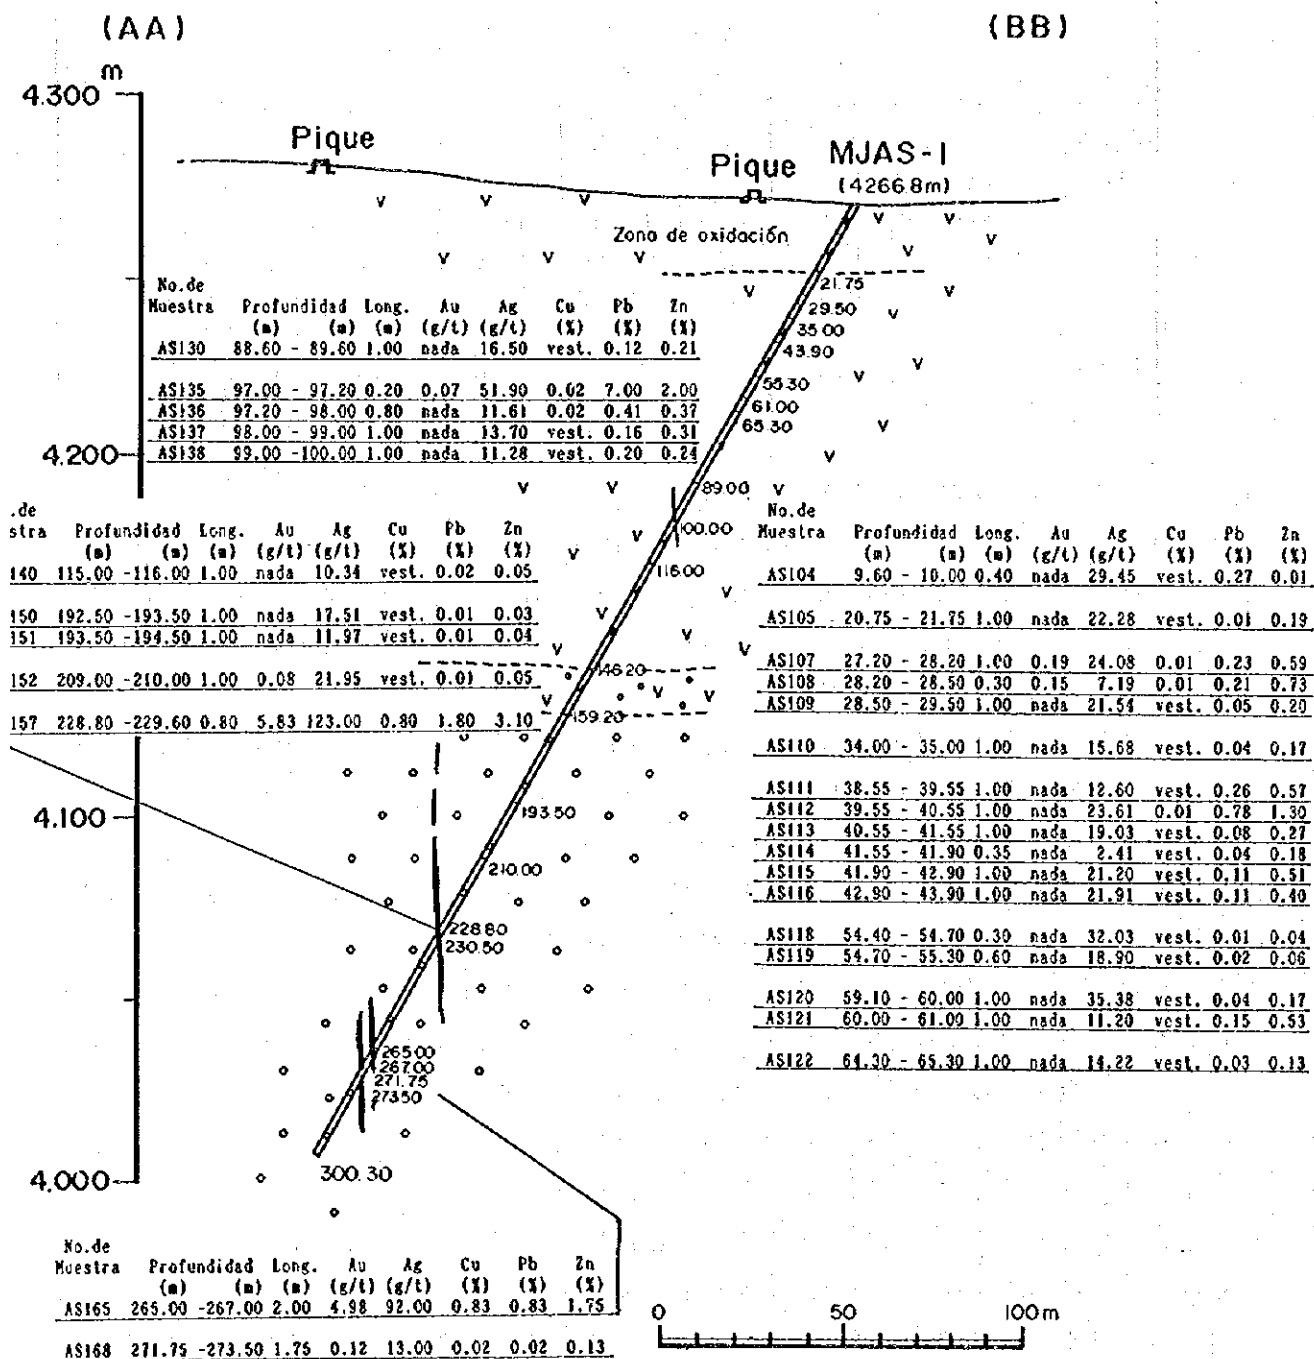 (AA) (BB)
m
4.300
Pique
Pique MJAS-1
(4266.8m)
Zona de oxidación
No.de
Muestra Profundidad Long. Au Ag Cu Pb Zn
(m) (m) (m) (g/t) (g/t) (%) (%) (%)
AS130 88.60 - 89.60 1.00 nada 16.50 vest. 0.12 0.21
AS135 97.00 - 97.20 0.20 0.07 51.90 0.02 7.00 2.00
AS136 97.20 - 98.00 0.80 nada 11.61 0.02 0.41 0.37
AS137 98.00 - 99.00 1.00 nada 13.70 vest. 0.16 0.31
AS138 99.00 -100.00 1.00 nada 11.28 vest. 0.20 0.24
21.75
29.50
35.00
43.90
55.30
61.00
65.30
4.200
89.00
100.00
116.00
146.20
159.20
193.50
210.00
228.80
230.50
265.00
267.00
271.75
273.50
300.30
.de
stra Profundidad Long. Au Ag Cu Pb Zn
(m) (m) (m) (g/t) (g/t) (%) (%) (%)
140 115.00 -116.00 1.00 nada 10.34 vest. 0.02 0.05
150 192.50 -193.50 1.00 nada 17.51 vest. 0.01 0.03
151 193.50 -194.50 1.00 nada 11.97 vest. 0.01 0.04
152 209.00 -210.00 1.00 0.08 21.95 vest. 0.01 0.05
157 228.80 -229.60 0.80 5.83 123.00 0.80 1.80 3.10
No.de
Muestra Profundidad Long. Au Ag Cu Pb Zn
(m) (m) (m) (g/t) (g/t) (%) (%) (%)
AS104 9.60 - 10.00 0.40 nada 29.45 vest. 0.27 0.01
AS105 20.75 - 21.75 1.00 nada 22.28 vest. 0.01 0.19
AS107 27.20 - 28.20 1.00 0.19 24.08 0.01 0.23 0.59
AS108 28.20 - 28.50 0.30 0.15 7.19 0.01 0.21 0.73
AS109 28.50 - 29.50 1.00 nada 21.54 vest. 0.05 0.20
AS110 34.00 - 35.00 1.00 nada 15.68 vest. 0.04 0.17
AS111 38.55 - 39.55 1.00 nada 12.60 vest. 0.26 0.57
AS112 39.55 - 40.55 1.00 nada 23.61 0.01 0.78 1.30
AS113 40.55 - 41.55 1.00 nada 19.03 vest. 0.08 0.27
AS114 41.55 - 41.90 0.35 nada 2.41 vest. 0.04 0.18
AS115 41.90 - 42.90 1.00 nada 21.20 vest. 0.11 0.51
AS116 42.90 - 43.90 1.00 nada 21.91 vest. 0.11 0.40
AS118 54.40 - 54.70 0.30 nada 32.03 vest. 0.01 0.04
AS119 54.70 - 55.30 0.60 nada 18.90 vest. 0.02 0.06
AS120 59.10 - 60.00 1.00 nada 35.38 vest. 0.04 0.17
AS121 60.00 - 61.00 1.00 nada 11.20 vest. 0.15 0.53
AS122 64.30 - 65.30 1.00 nada 14.22 vest. 0.03 0.13
4.100
4.000
No.de
Muestra Profundidad Long. Au Ag Cu Pb Zn
(m) (m) (m) (g/t) (g/t) (%) (%) (%)
AS165 265.00 -267.00 2.00 4.98 92.00 0.83 0.83 1.75
AS168 271.75 -273.50 1.75 0.12 13.00 0.02 0.02 0.13
0 50 100m